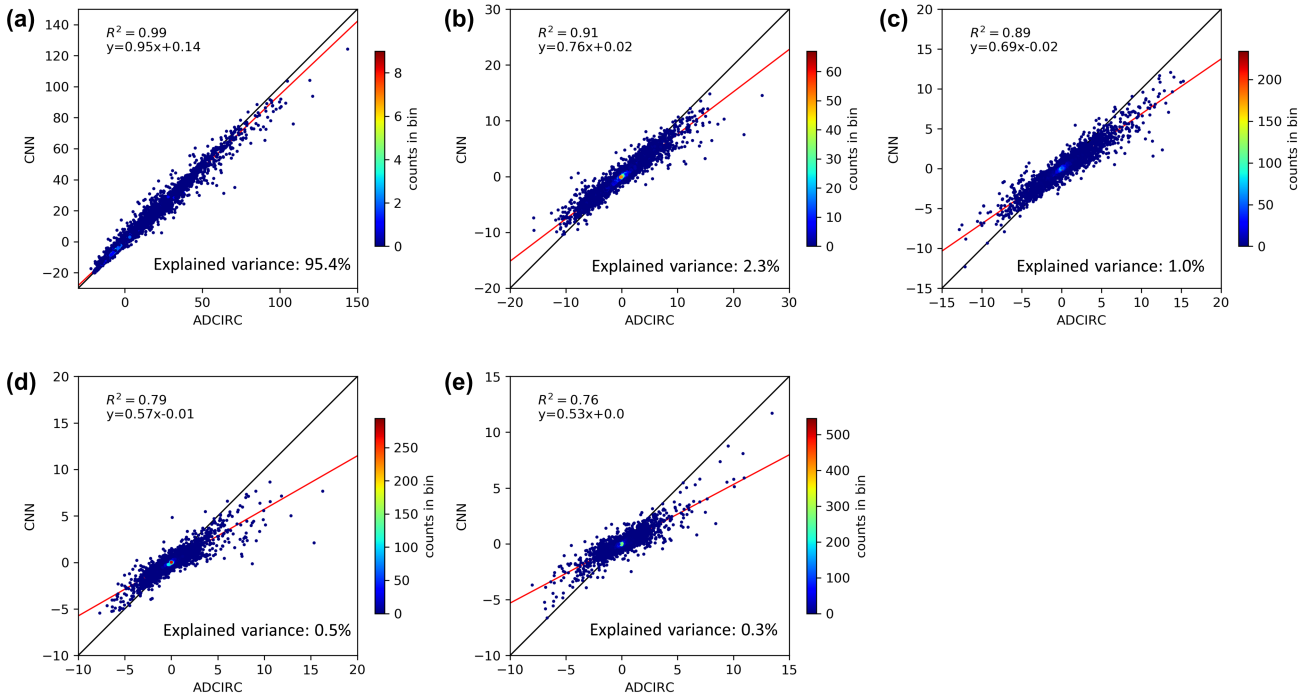 (a)
R² = 0.99
y=0.95x+0.14
Explained variance: 95.4%
CNN
140
120
100
80
60
40
20
0
−20
0
50
100
150
ADCIRC
8
6
4
2
0
counts in bin
(b)
R² = 0.91
y=0.76x+0.02
Explained variance: 2.3%
CNN
30
20
10
0
−10
−20
−20
−10
0
10
20
30
ADCIRC
60
50
40
30
20
10
0
counts in bin
(c)
R² = 0.89
y=0.69x-0.02
Explained variance: 1.0%
CNN
20
15
10
5
0
−5
−10
−15
−15
−10
−5
0
5
10
15
20
ADCIRC
200
150
100
50
0
counts in bin
(d)
R² = 0.79
y=0.57x-0.01
Explained variance: 0.5%
CNN
20
15
10
5
0
−5
−10
−10
−5
0
5
10
15
20
ADCIRC
250
200
150
100
50
0
counts in bin
(e)
R² = 0.76
y=0.53x+0.0
Explained variance: 0.3%
CNN
15
10
5
0
−5
−10
−10
−5
0
5
10
15
ADCIRC
500
400
300
200
100
0
counts in bin